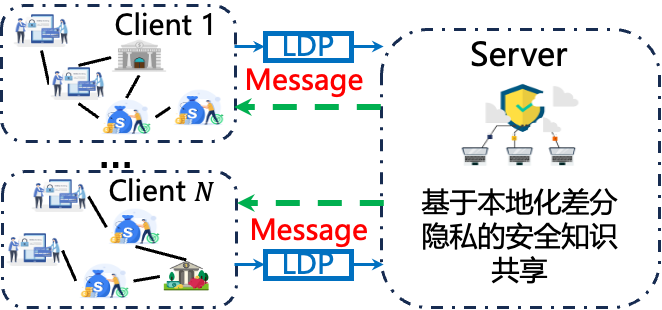 Client 1
LDP
Message
Server
...
Client N
Message
LDP
基于本地化差分
隐私的安全知识
共享
S
S
S
S